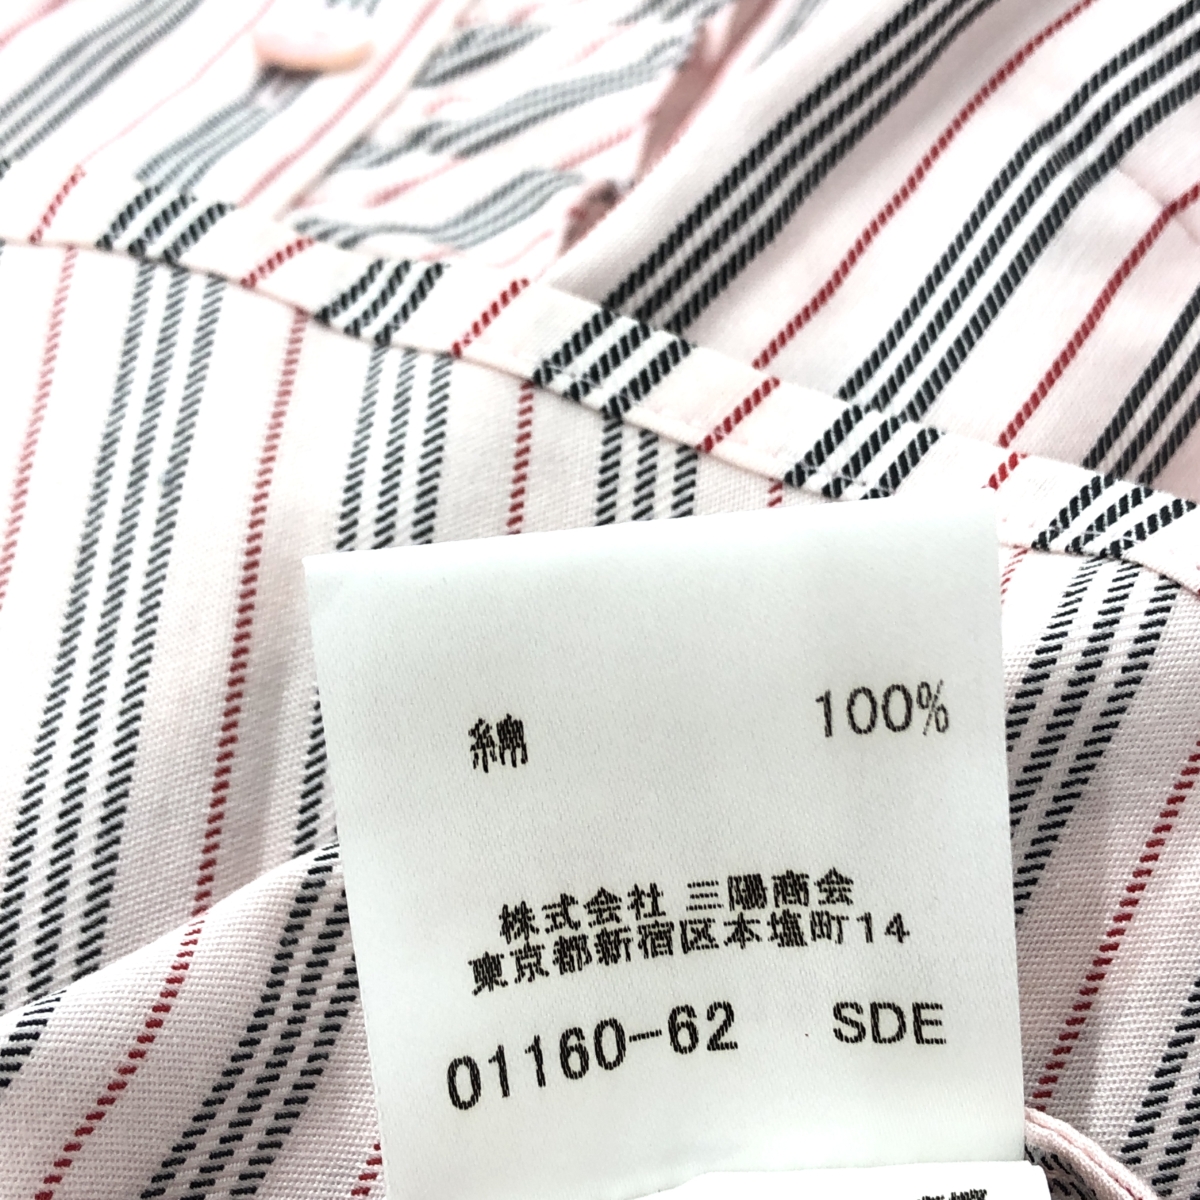 綿 100%
株式会社 三陽商会
東京都新宿区本塩町14
01160-62 SDE